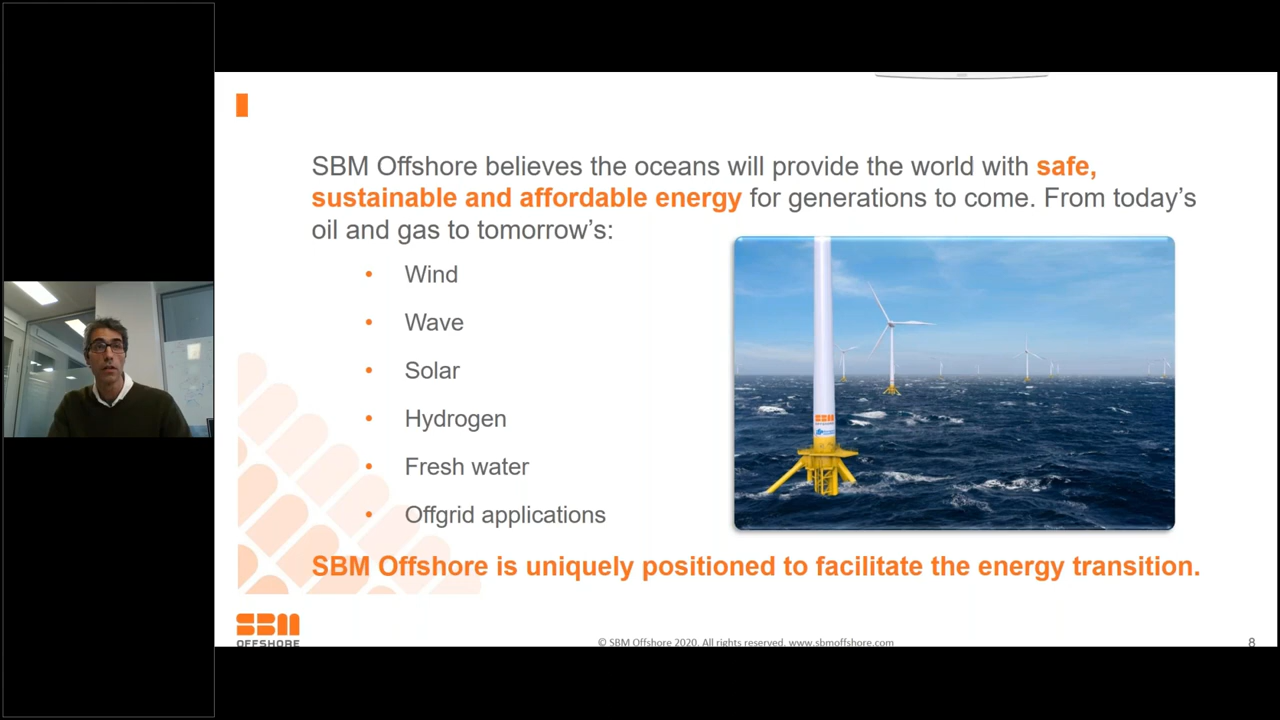 SBM Offshore believes the oceans will provide the world with safe,
sustainable and affordable energy for generations to come. From today’s
oil and gas to tomorrow’s:
• Wind
• Wave
• Solar
• Hydrogen
• Fresh water
• Offgrid applications
SBM
OFFSHORE
SBM Offshore is uniquely positioned to facilitate the energy transition.
SBM
OFFSHORE
© SBM Offshore 2020. All rights reserved. www.sbmoffshore.com
8